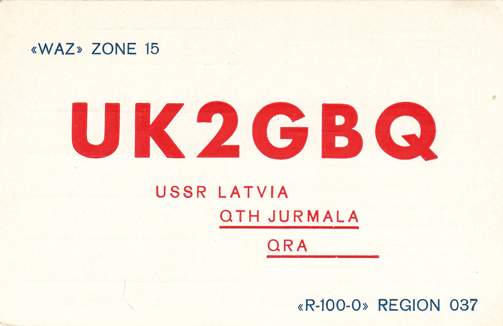 «WAZ» ZONE 15
UK2GBQ
USSR LATVIA
QTH JURMALA
QRA
«R-100-O» REGION 037